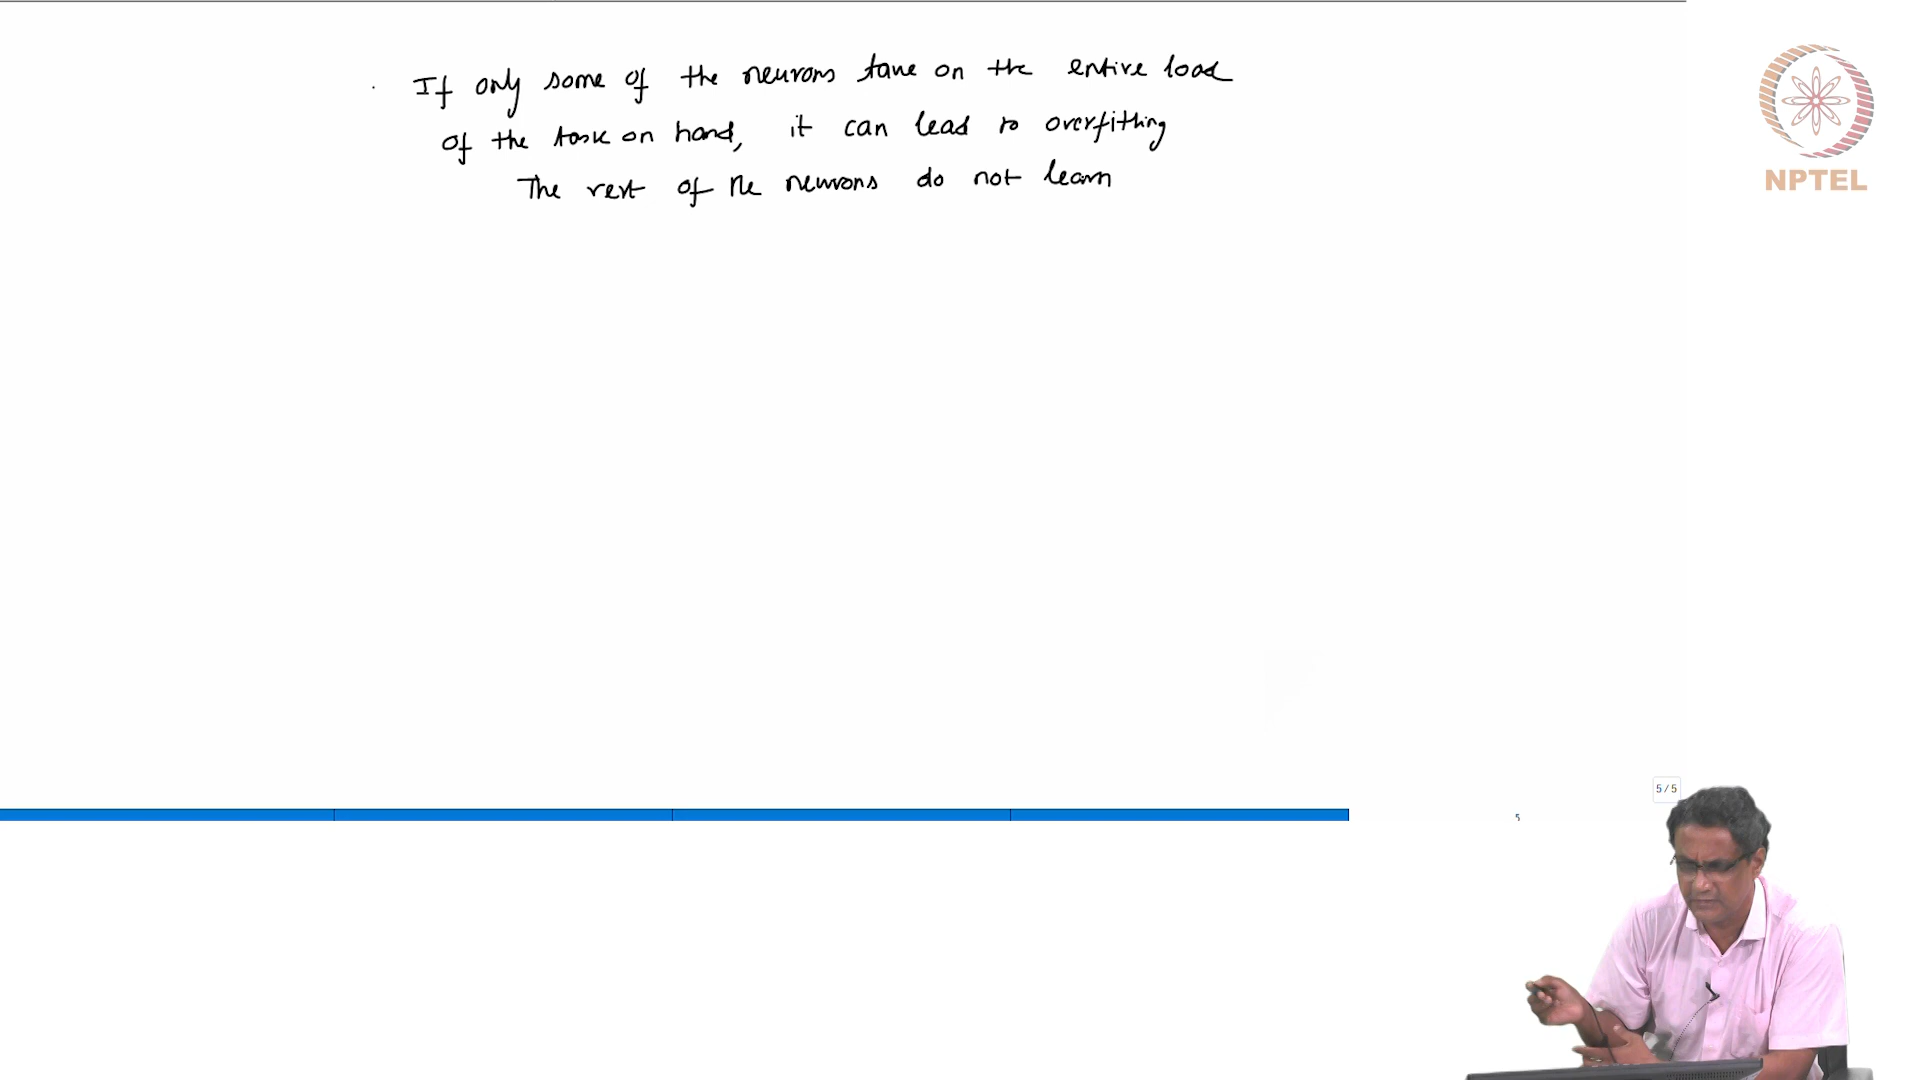 If only some of the neurons take on the entire load
of the task on hand, it can lead to overfitting
The rest of the neurons do not learn
NPTEL
5 / 5
5